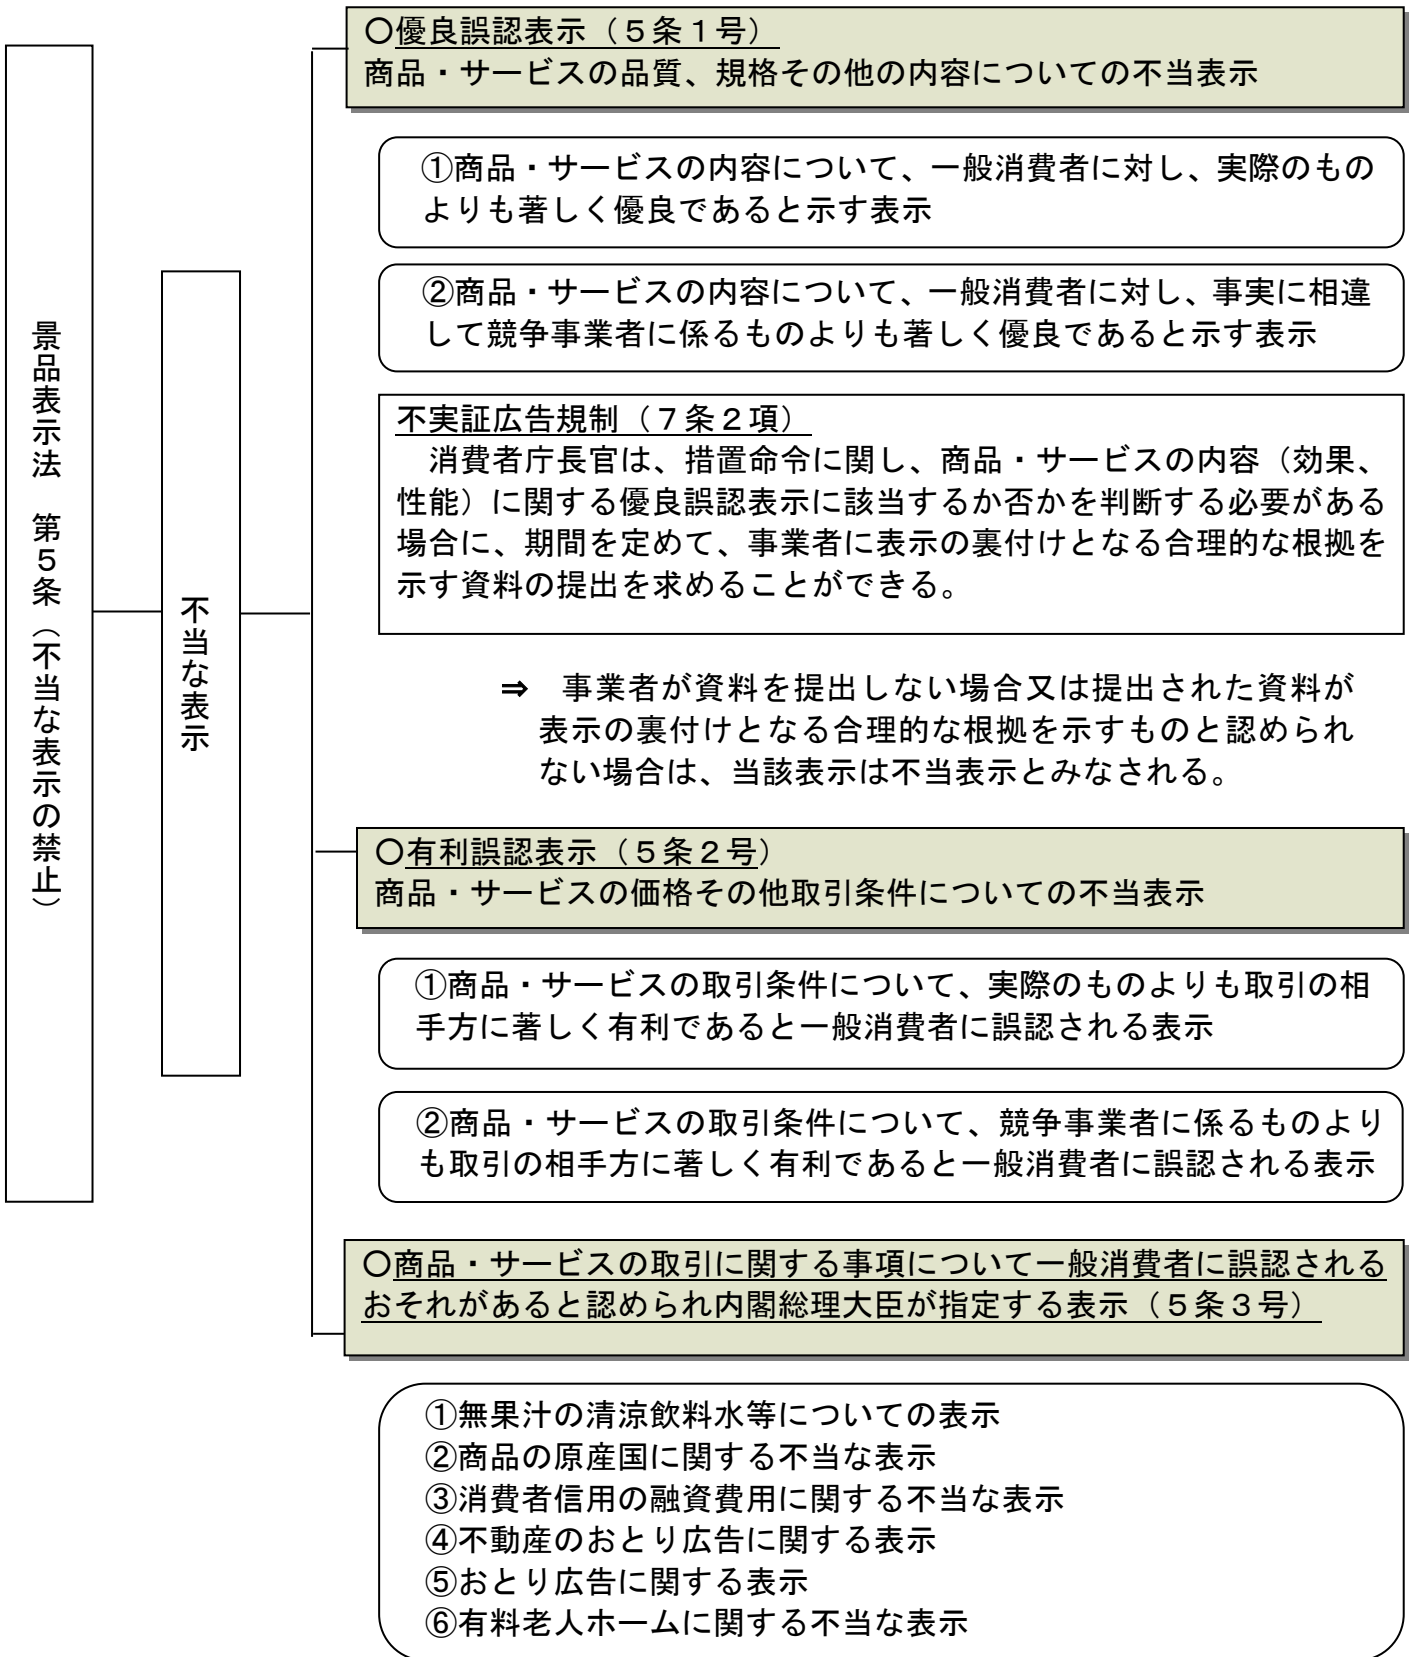 景品表示法　第５条（不当な表示の禁止）
不当な表示
○優良誤認表示（５条１号）
商品・サービスの品質、規格その他の内容についての不当表示
①商品・サービスの内容について、一般消費者に対し、実際のもの
よりも著しく優良であると示す表示
②商品・サービスの内容について、一般消費者に対し、事実に相違
して競争事業者に係るものよりも著しく優良であると示す表示
不実証広告規制（７条２項）
　消費者庁長官は、措置命令に関し、商品・サービスの内容（効果、
性能）に関する優良誤認表示に該当するか否かを判断する必要がある
場合に、期間を定めて、事業者に表示の裏付けとなる合理的な根拠を
示す資料の提出を求めることができる。
⇒　事業者が資料を提出しない場合又は提出された資料が
表示の裏付けとなる合理的な根拠を示すものと認められ
ない場合は、当該表示は不当表示とみなされる。
○有利誤認表示（５条２号）
商品・サービスの価格その他取引条件についての不当表示
①商品・サービスの取引条件について、実際のものよりも取引の相
手方に著しく有利であると一般消費者に誤認される表示
②商品・サービスの取引条件について、競争事業者に係るものより
も取引の相手方に著しく有利であると一般消費者に誤認される表示
○商品・サービスの取引に関する事項について一般消費者に誤認される
おそれがあると認められ内閣総理大臣が指定する表示（５条３号）
①無果汁の清涼飲料水等についての表示
②商品の原産国に関する不当な表示
③消費者信用の融資費用に関する不当な表示
④不動産のおとり広告に関する表示
⑤おとり広告に関する表示
⑥有料老人ホームに関する不当な表示